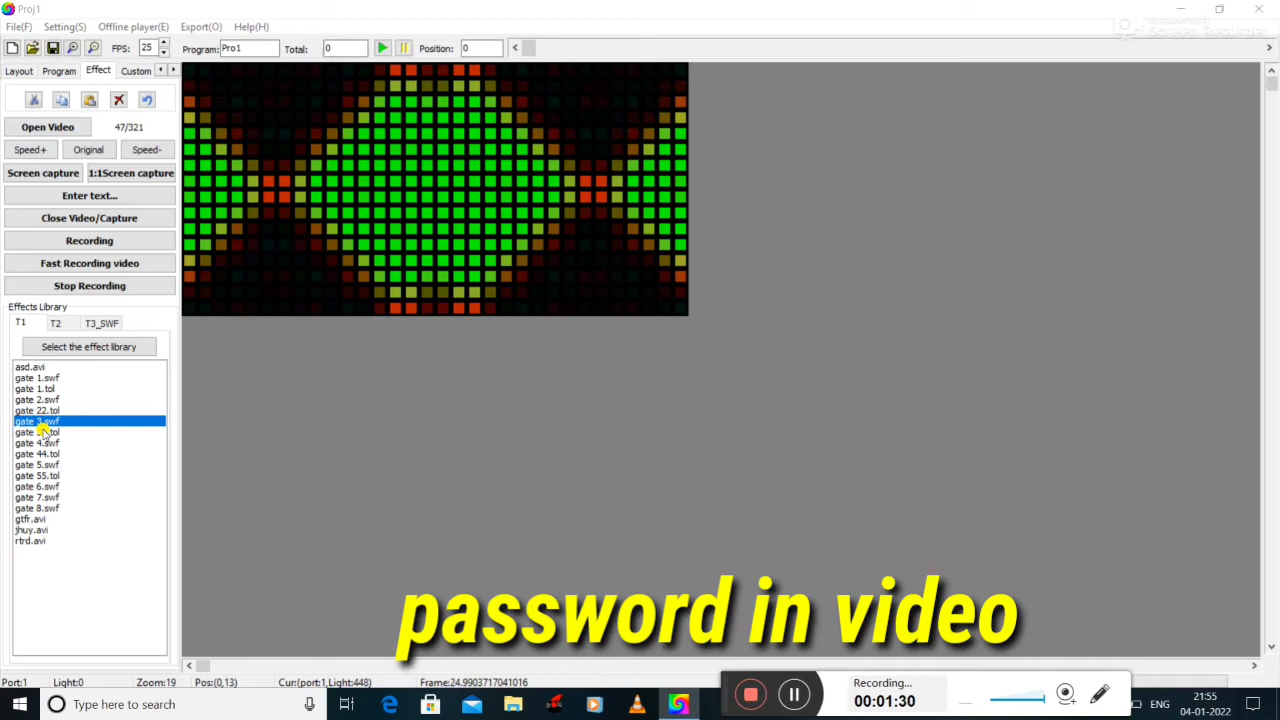 Proj1
File(F) Setting(S) Offline player(E) Export(O) Help(H)
FPS: 25 Program: Pro1 Total: 0 Position: 0
Layout Program Effect Custom
Open Video 47/321
Speed+ Original Speed-
Screen capture 1:1Screen capture
Enter text...
Close Video/Capture
Recording
Fast Recording video
Stop Recording
Effects Library
T1 T2 T3_SWF
Select the effect library
asd.avi
gate 1.swf
gate 1.tol
gate 2.swf
gate 22.tol
gate 3.swf
gate
gate 4.swf
gate 44.tol
gate 5.swf
gate 55.tol
gate 6.swf
gate 7.swf
gate 8.swf
gtfr.avi
jhuy.avi
rtrd.avi
password in video
Port:1 Light:0 Zoom:19 Pos(0,13) Cur:(port1,Light448) Frame:24.9903717041016
Recording...
00:01:30
Type here to search
ENG
21:55
04-01-2022